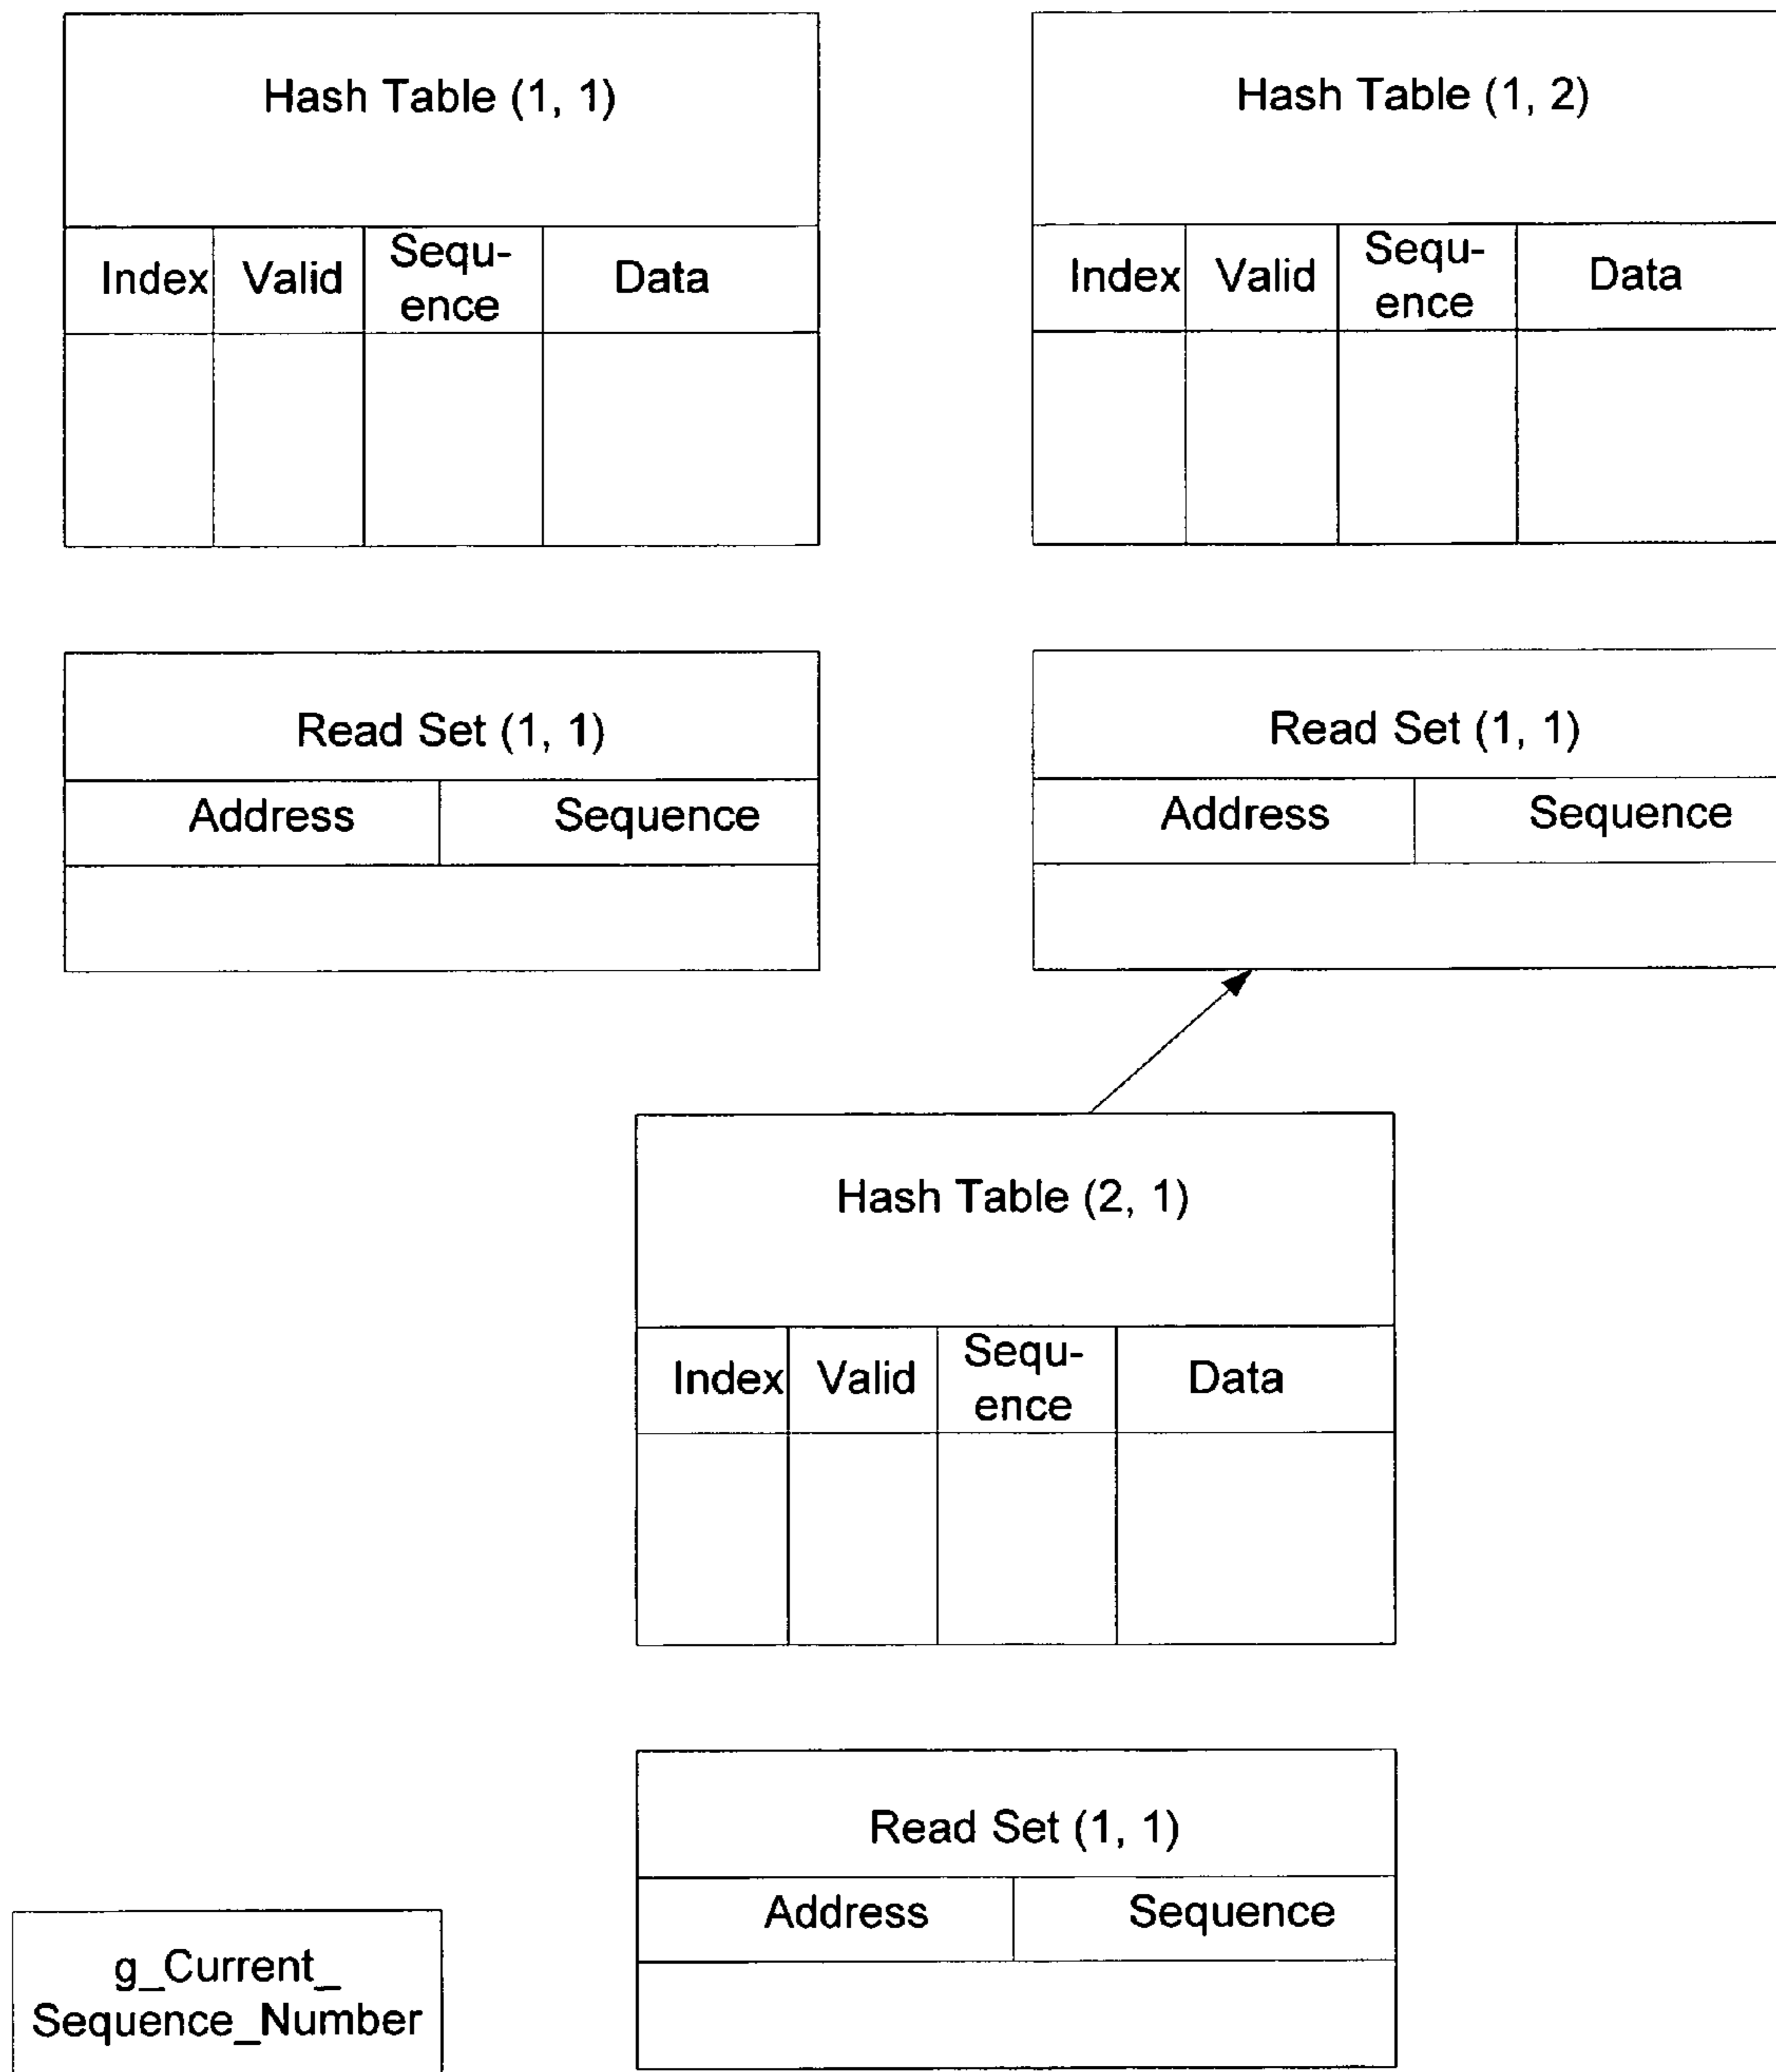 Hash Table (1, 1)
Index Valid Sequ-
ence Data
Hash Table (1, 2)
Index Valid Sequ-
ence Data
Read Set (1, 1)
Address Sequence
Read Set (1, 1)
Address Sequence
Hash Table (2, 1)
Index Valid Sequ-
ence Data
Read Set (1, 1)
Address Sequence
g_Current_
Sequence_Number